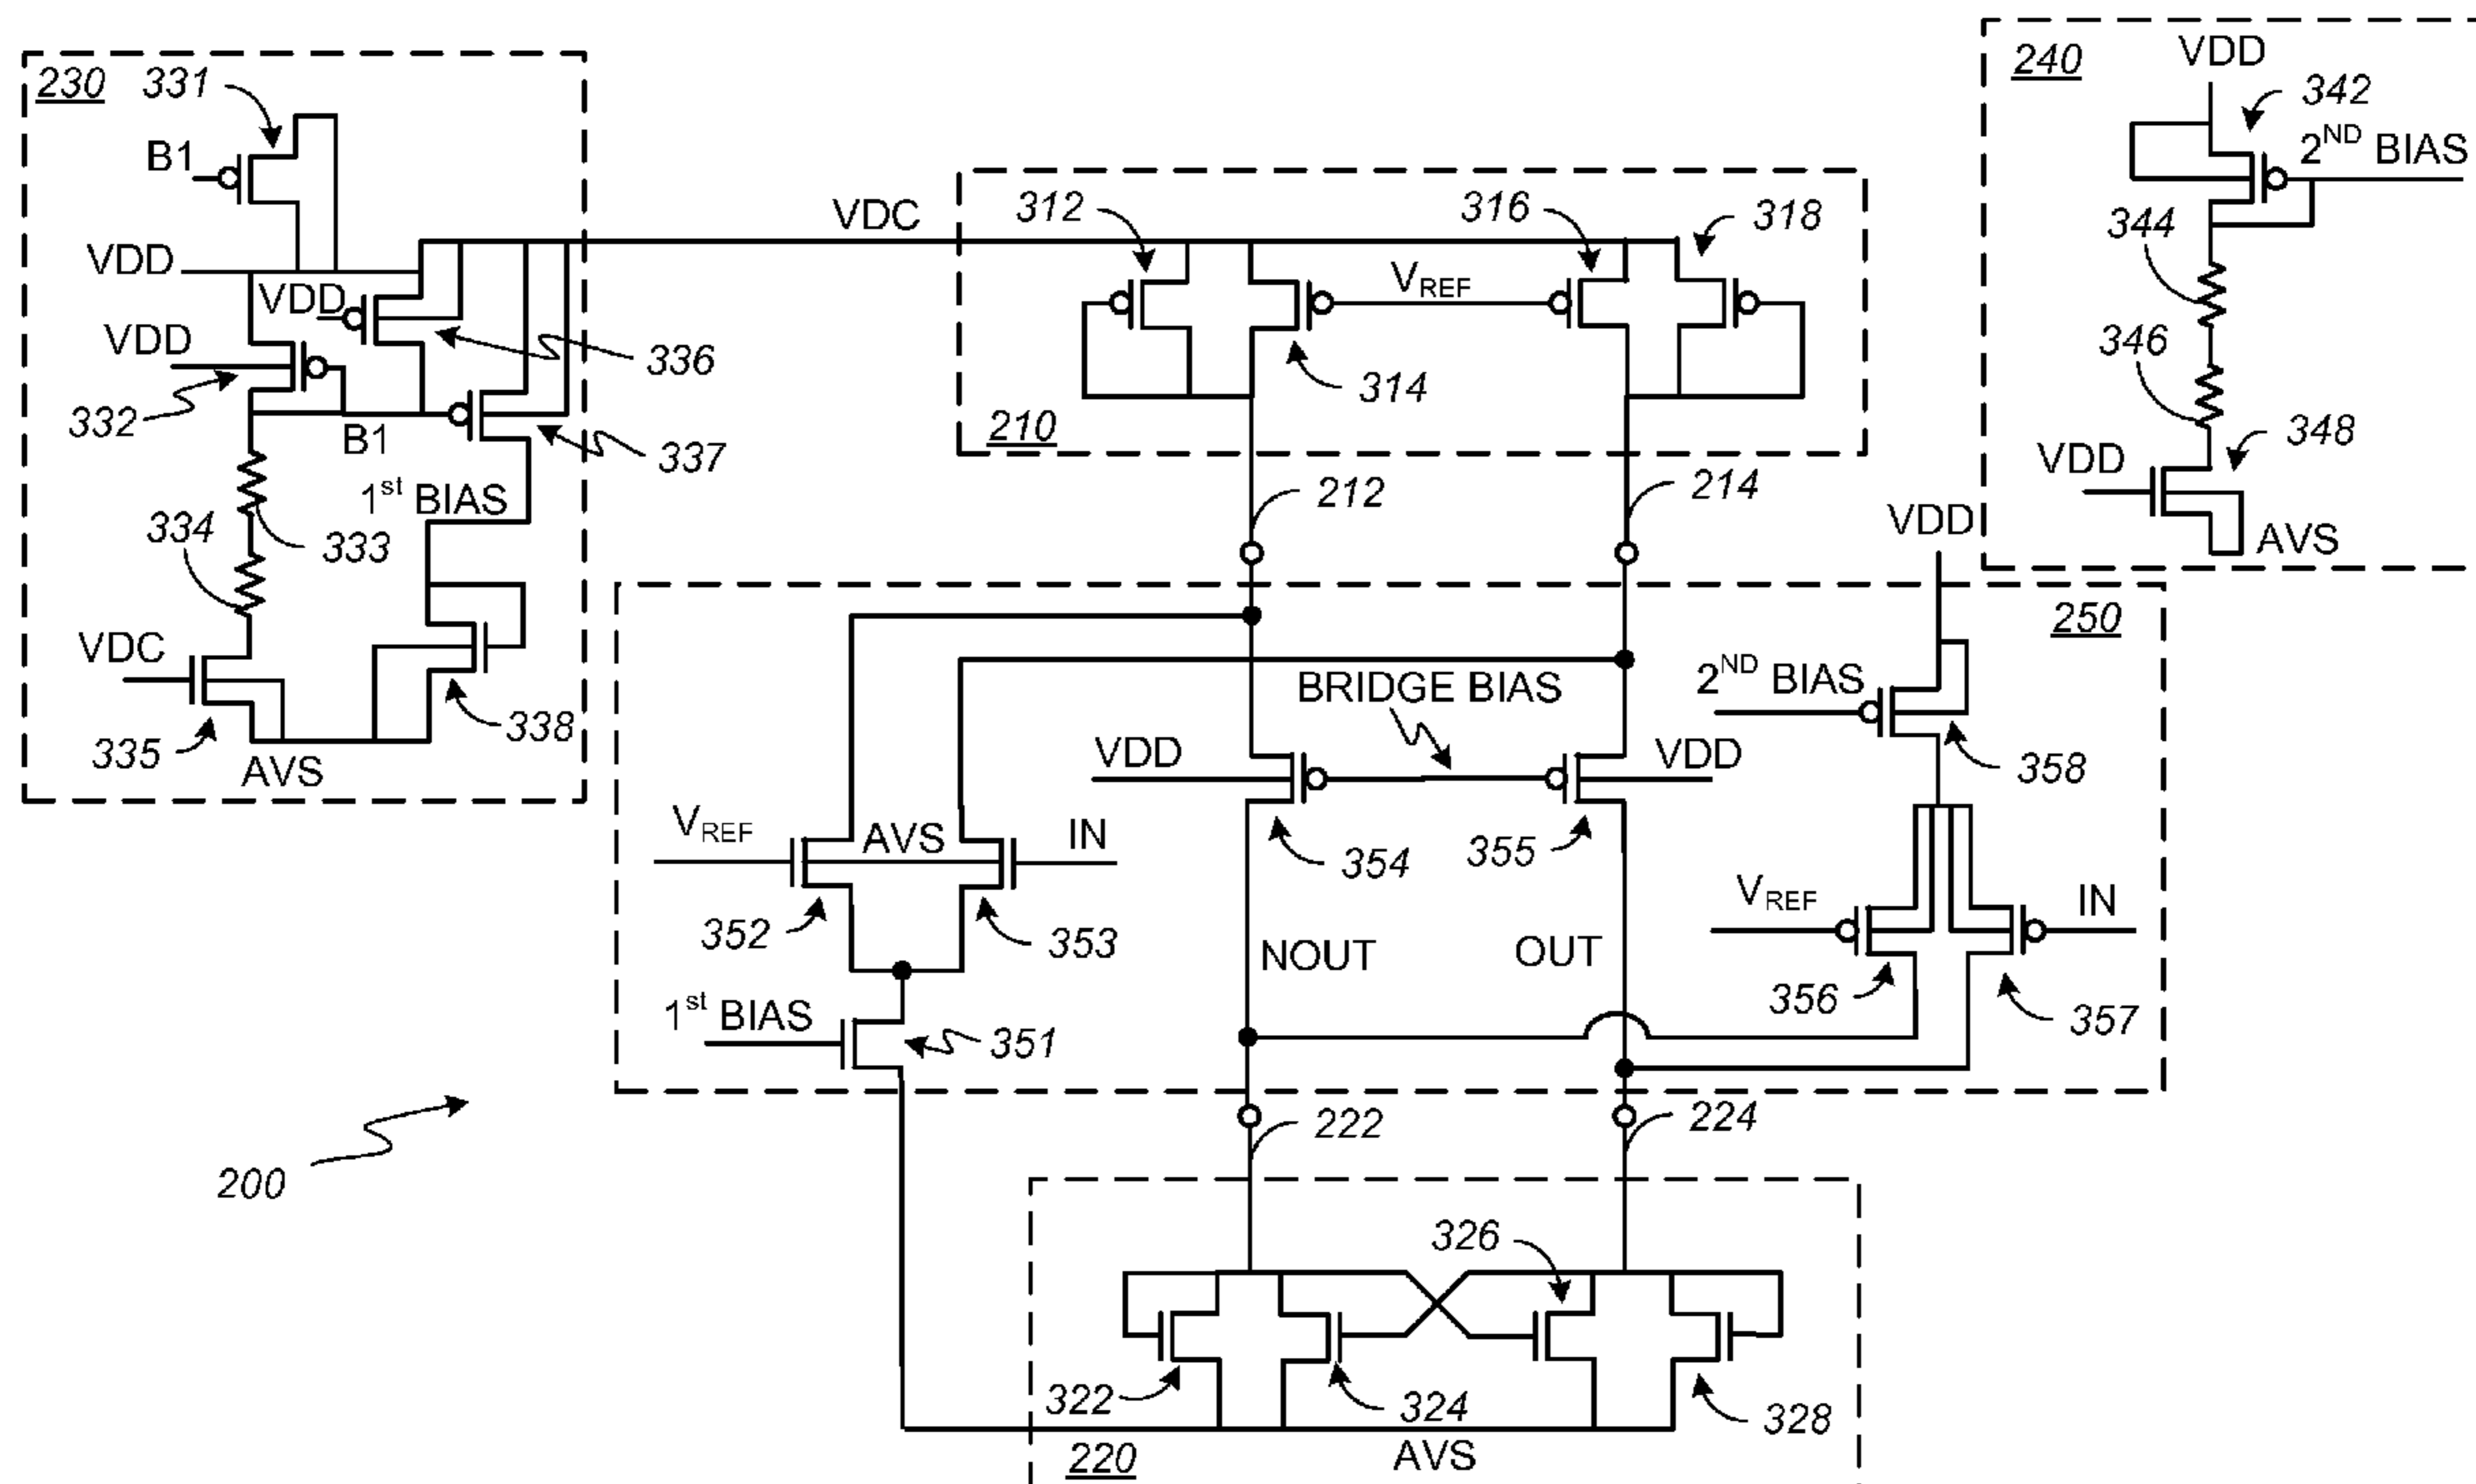 230
331
B1
VDD
VDD
VDD
332
336
B1
337
1st BIAS
333
334
VDC
335
338
AVS
VDC
312
316
318
VREF
314
210
212
214
240
VDD
342
2ND BIAS
344
346
348
VDD
AVS
VDD
250
BRIDGE BIAS
2ND BIAS
VDD
VDD
358
VREF
AVS
IN
354
355
352
353
NOUT
OUT
VREF
IN
356
357
1st BIAS
351
200
222
224
326
322
324
328
220
AVS